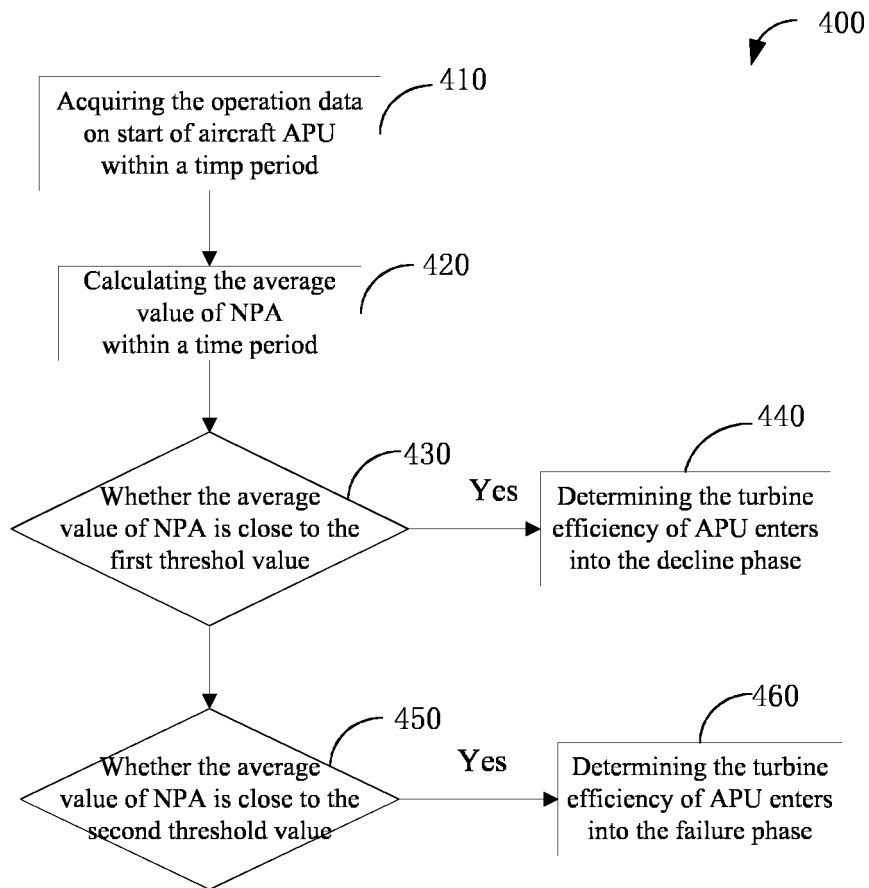 400
410
Acquiring the operation data
on start of aircraft APU
within a timp period
420
Calculating the average
value of NPA
within a time period
430
Whether the average
value of NPA is close to the
first threshol value
Yes
440
Determining the turbine
efficiency of APU enters
into the decline phase
450
Whether the average
value of NPA is close to the
second threshold value
Yes
460
Determining the turbine
efficiency of APU enters
into the failure phase